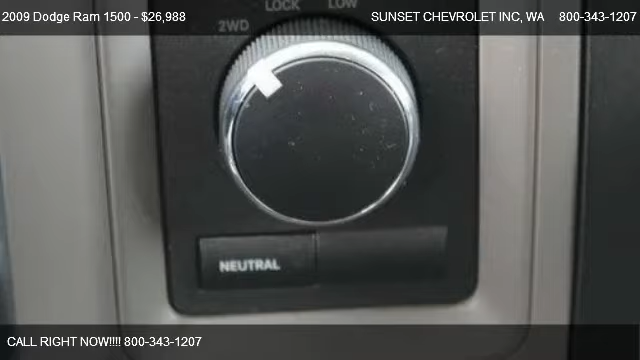 2009 Dodge Ram 1500 - $26,988
SUNSET CHEVROLET INC, WA 800-343-1207
2WD LOCK LOW
NEUTRAL
CALL RIGHT NOW!!!! 800-343-1207